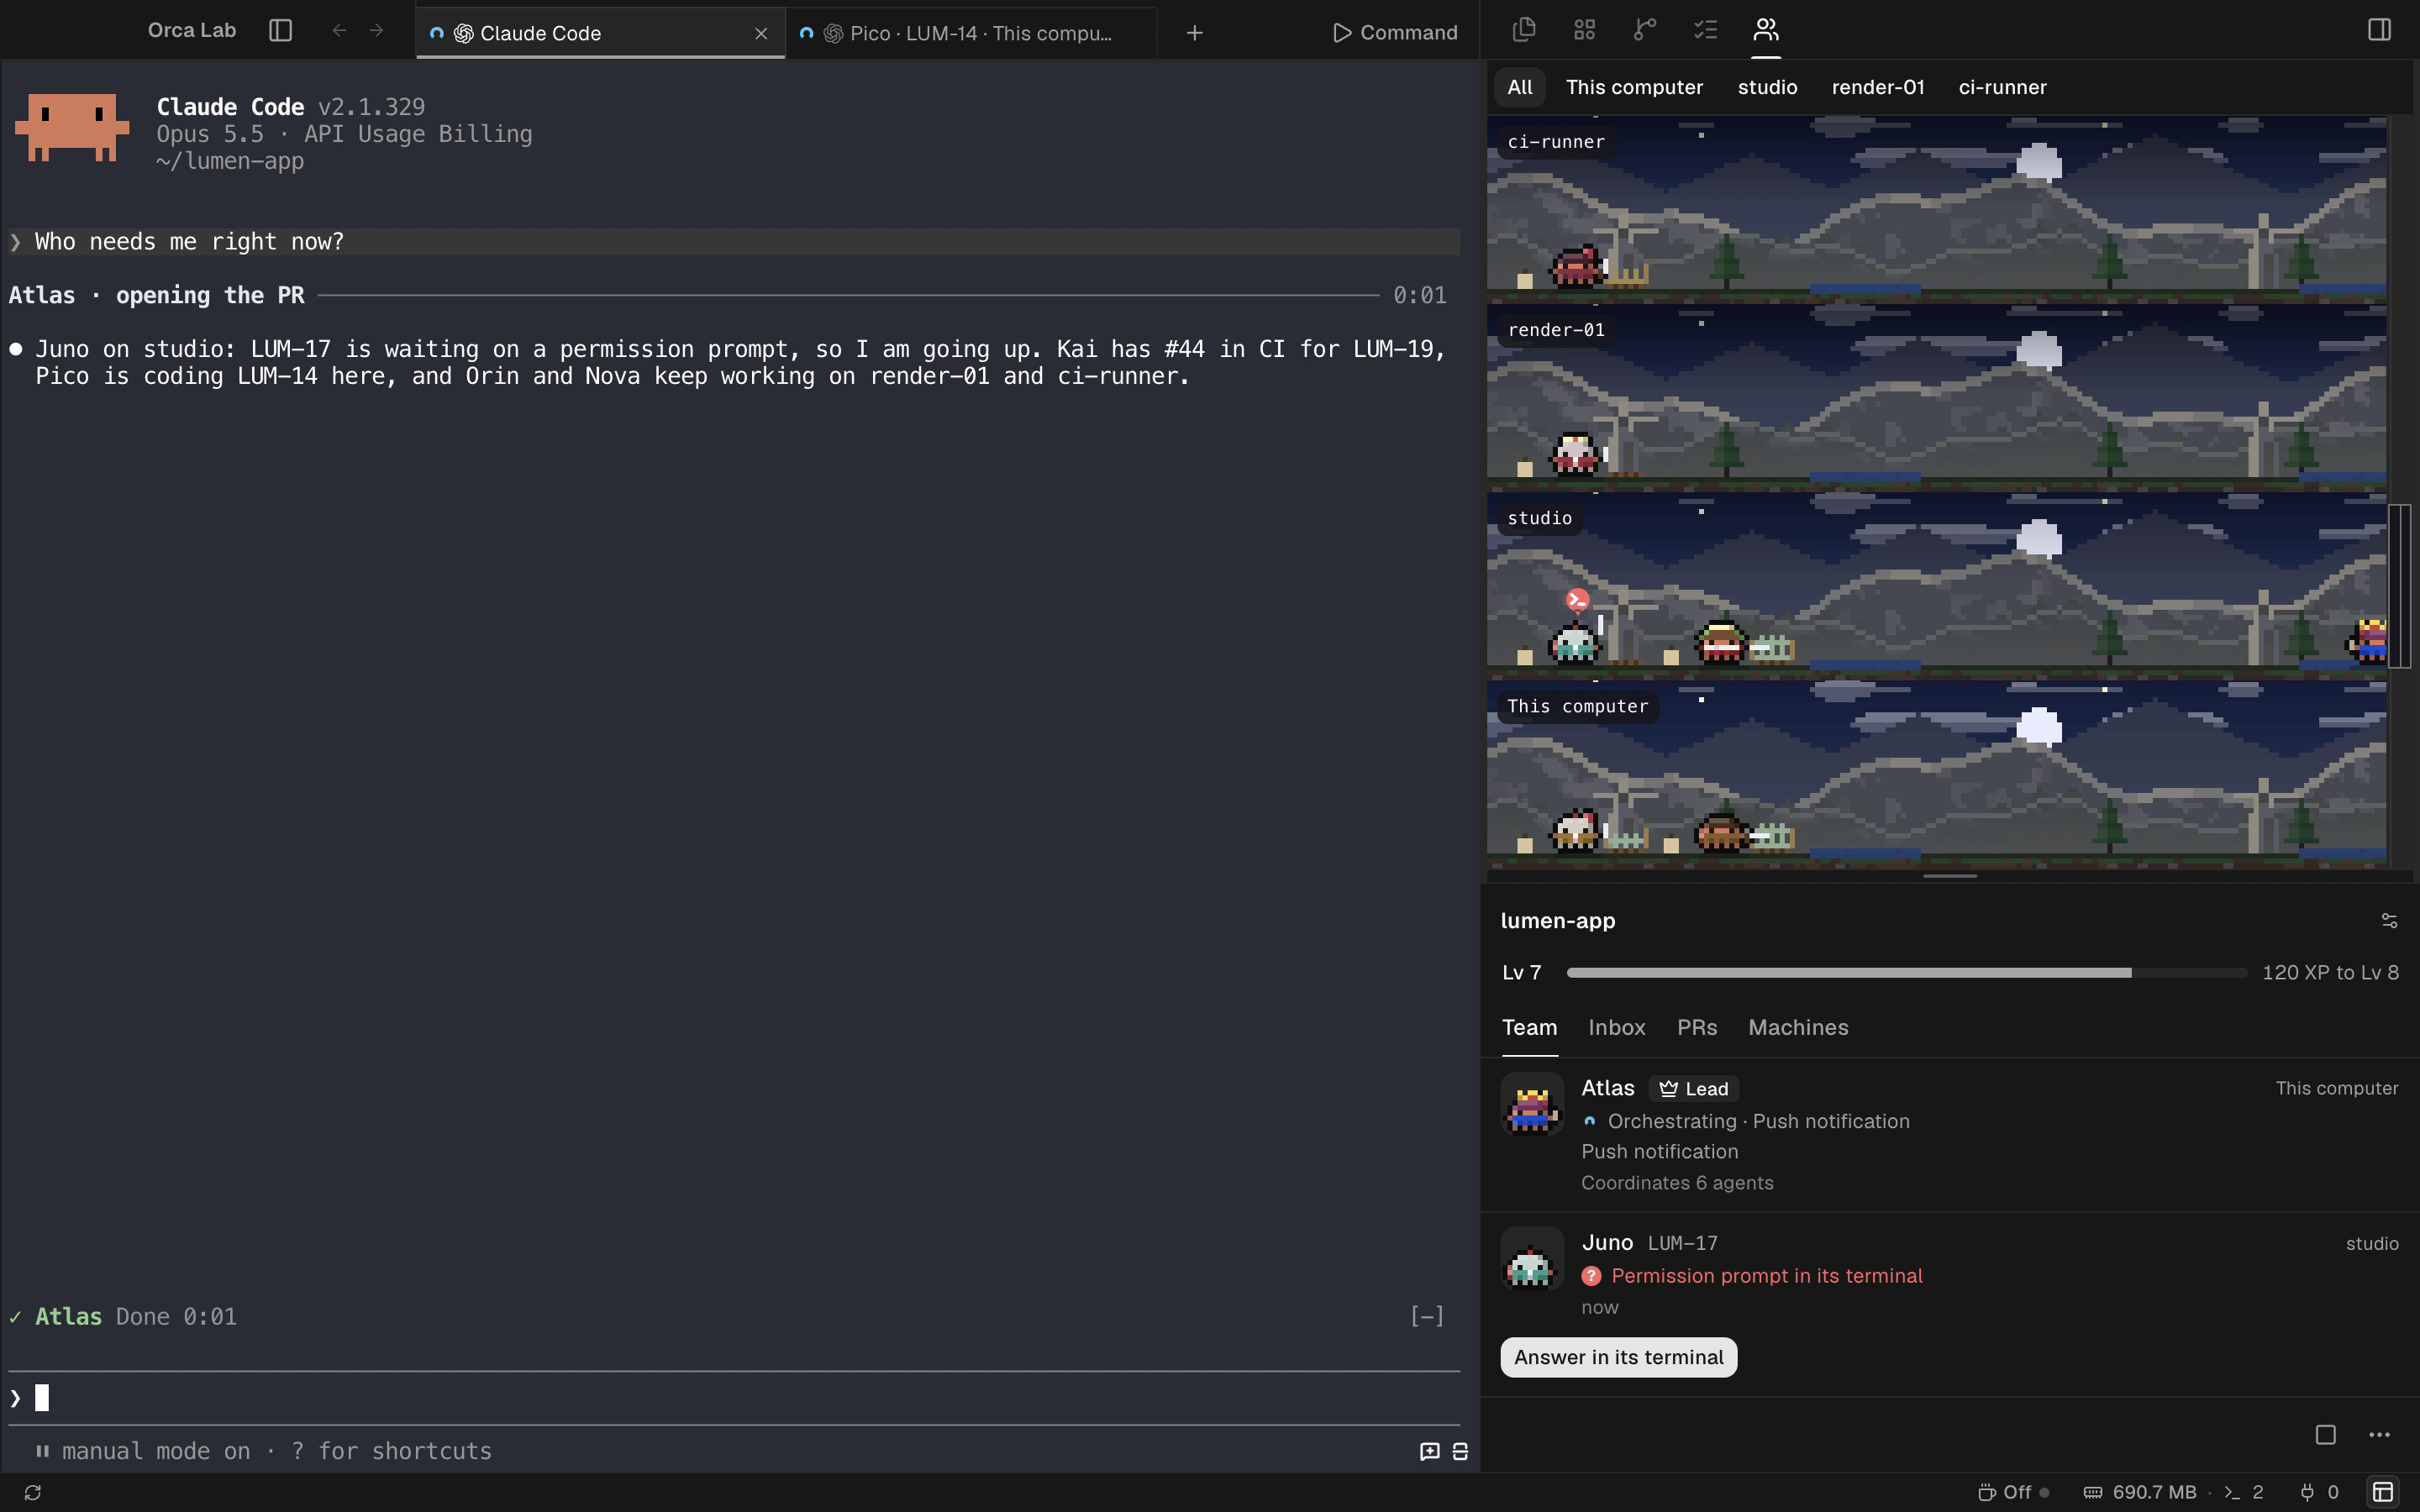 Orca Lab
Claude Code
Pico · LUM-14 · This compu...
Command
Claude Code v2.1.329
Opus 5.5 · API Usage Billing
~/lumen-app
❯ Who needs me right now?
Atlas · opening the PR
0:01
● Juno on studio: LUM-17 is waiting on a permission prompt, so I am going up. Kai has #44 in CI for LUM-19,
Pico is coding LUM-14 here, and Orin and Nova keep working on render-01 and ci-runner.
✓ Atlas Done 0:01
[-]
❯
manual mode on · ? for shortcuts
All
This computer
studio
render-01
ci-runner
ci-runner
render-01
studio
This computer
lumen-app
Lv 7
120 XP to Lv 8
Team
Inbox
PRs
Machines
Atlas
Lead
This computer
Orchestrating · Push notification
Push notification
Coordinates 6 agents
Juno LUM-17
studio
? Permission prompt in its terminal
now
Answer in its terminal
Off
690.7 MB · >_ 2
0